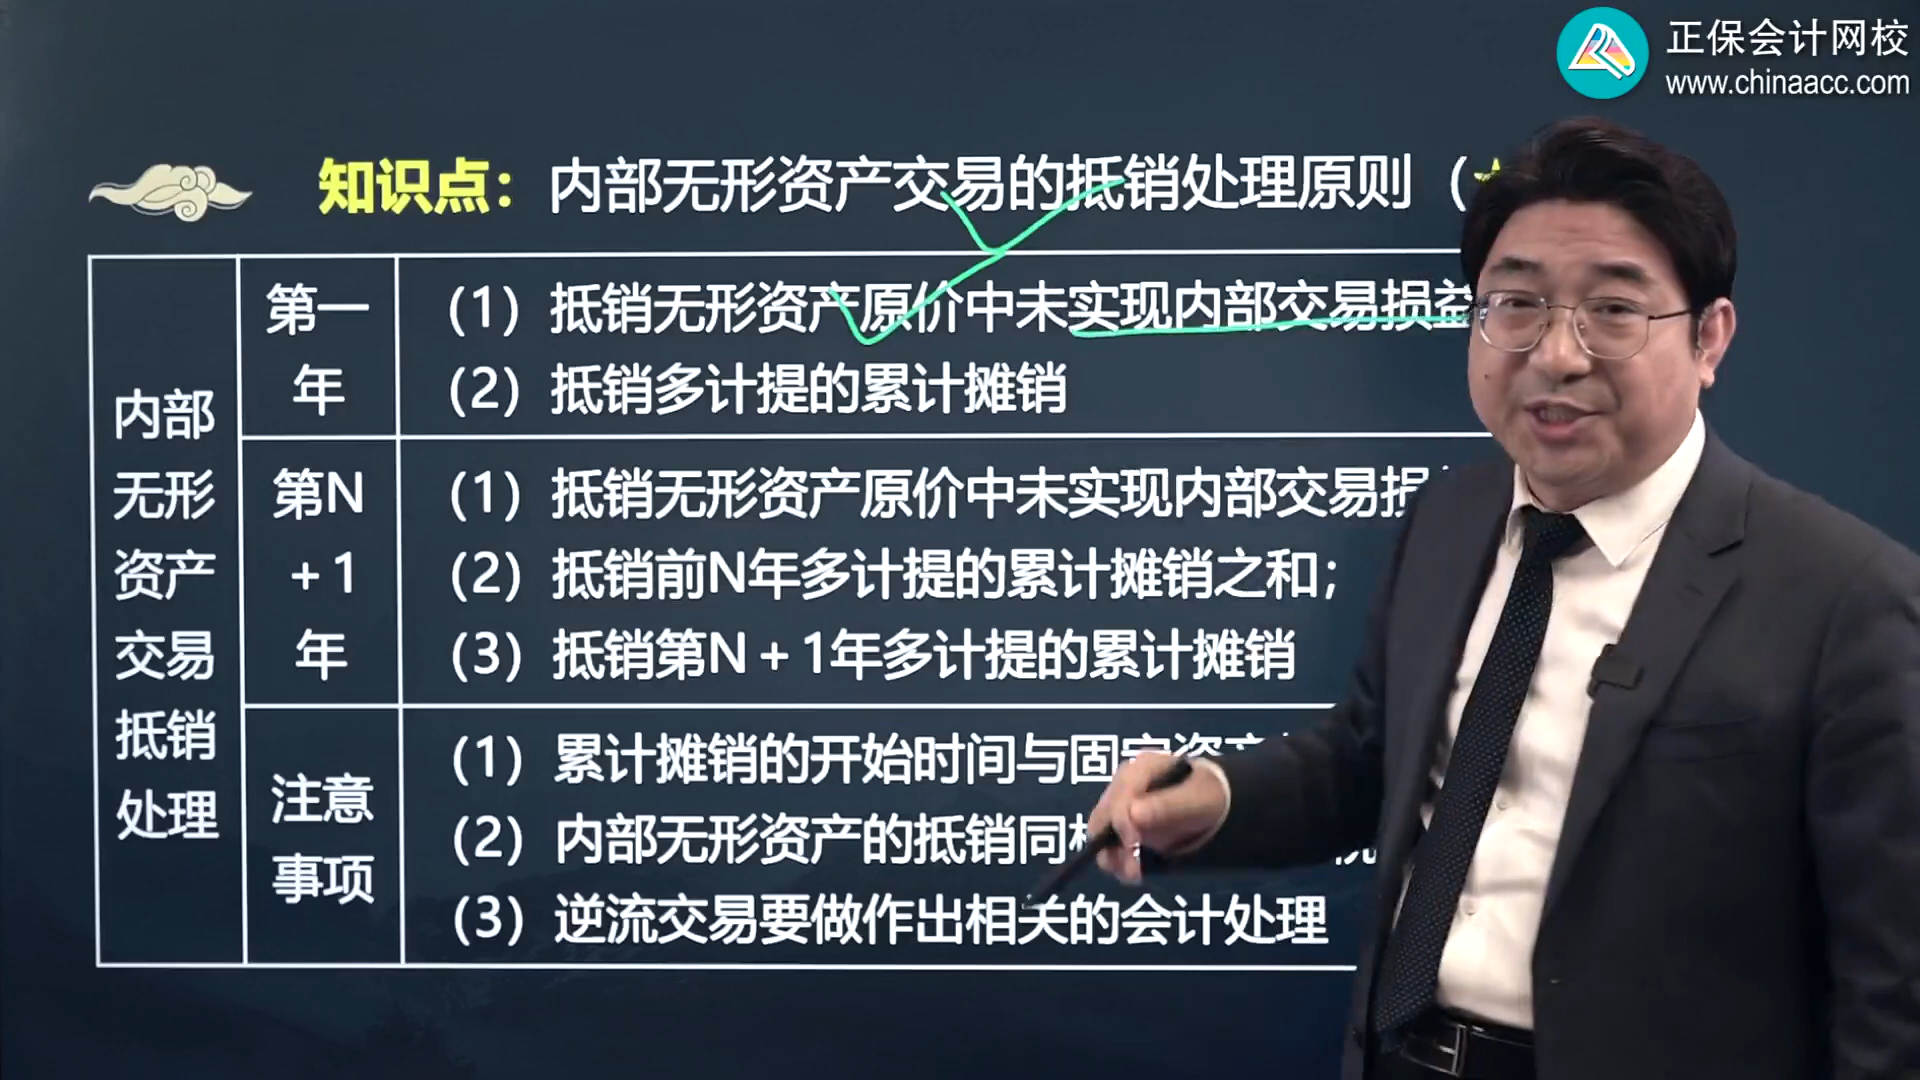 正保会计网校
www.chinaacc.com
知识点：内部无形资产交易的抵销处理原则（
内部
无形
资产
交易
抵销
处理
第一
年
（1）抵销无形资产原价中未实现内部交易损益
（2）抵销多计提的累计摊销
第N
＋1
年
（1）抵销无形资产原价中未实现内部交易损
（2）抵销前N年多计提的累计摊销之和；
（3）抵销第N＋1年多计提的累计摊销
注意
事项
（1）累计摊销的开始时间与固定资产
（2）内部无形资产的抵销同
（3）逆流交易要做作出相关的会计处理